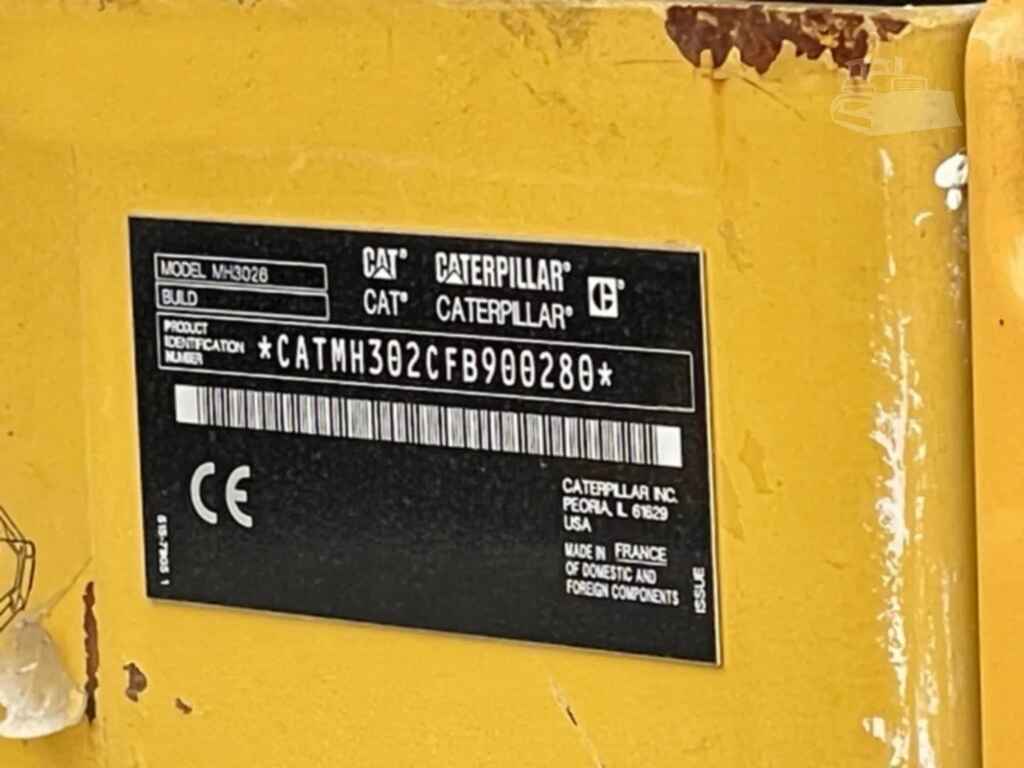 MODEL MH3026
CAT® CATERPILLAR®
BUILD
CAT® CATERPILLAR®
PRODUCT
IDENTIFICATION
NUMBER
*CATMH302CFB900280*
CE
CATERPILLAR INC.
PEORIA, IL 61629
USA
MADE IN FRANCE
OF DOMESTIC AND
FOREIGN COMPONENTS
ISSUE